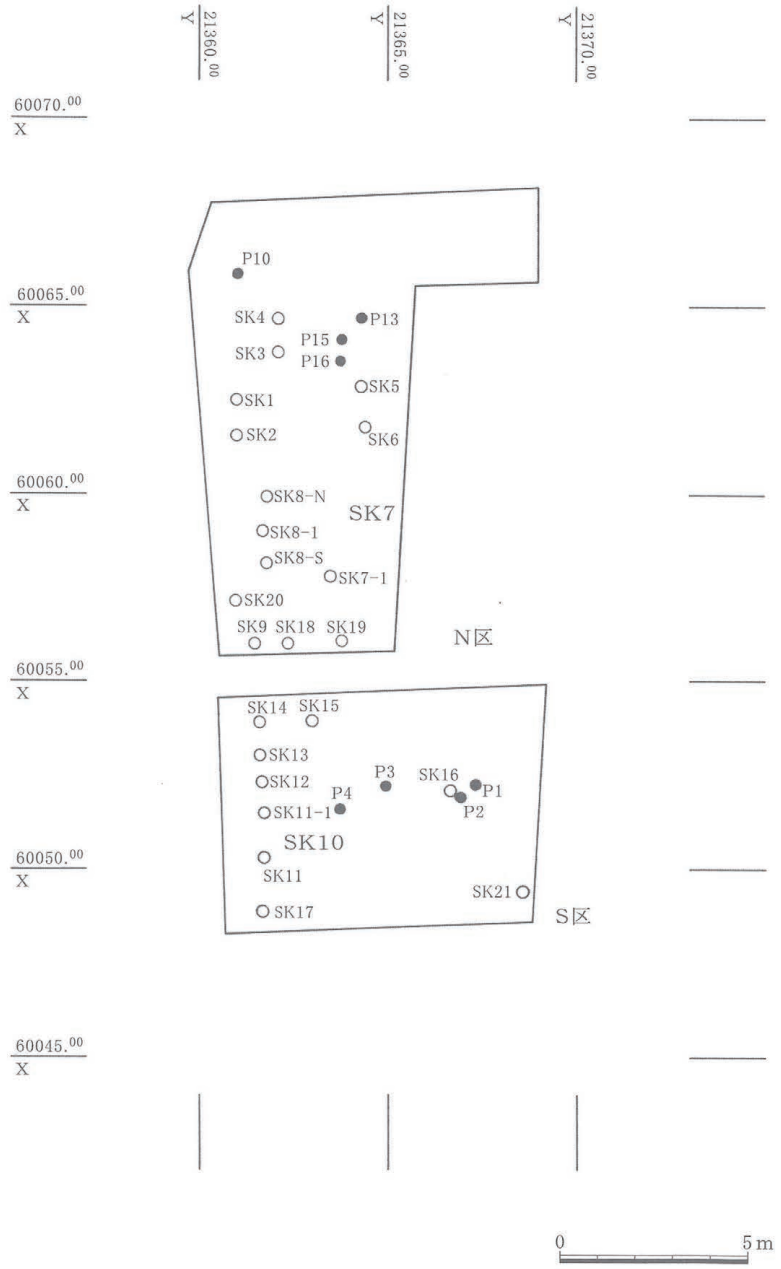 Y 21360.00
Y 21365.00
Y 21370.00
60070.00
X
P10
60065.00
X
SK4
P13
P15
SK3
P16
SK5
SK1
SK2
SK6
60060.00
X
SK8-N
SK7
SK8-1
SK8-S
SK7-1
SK20
SK9
SK18
SK19
N区
60055.00
X
SK14
SK15
SK13
SK12
P3
SK16
P1
P4
P2
SK11-1
SK10
60050.00
X
SK11
SK21
SK17
S区
60045.00
X
0
5m